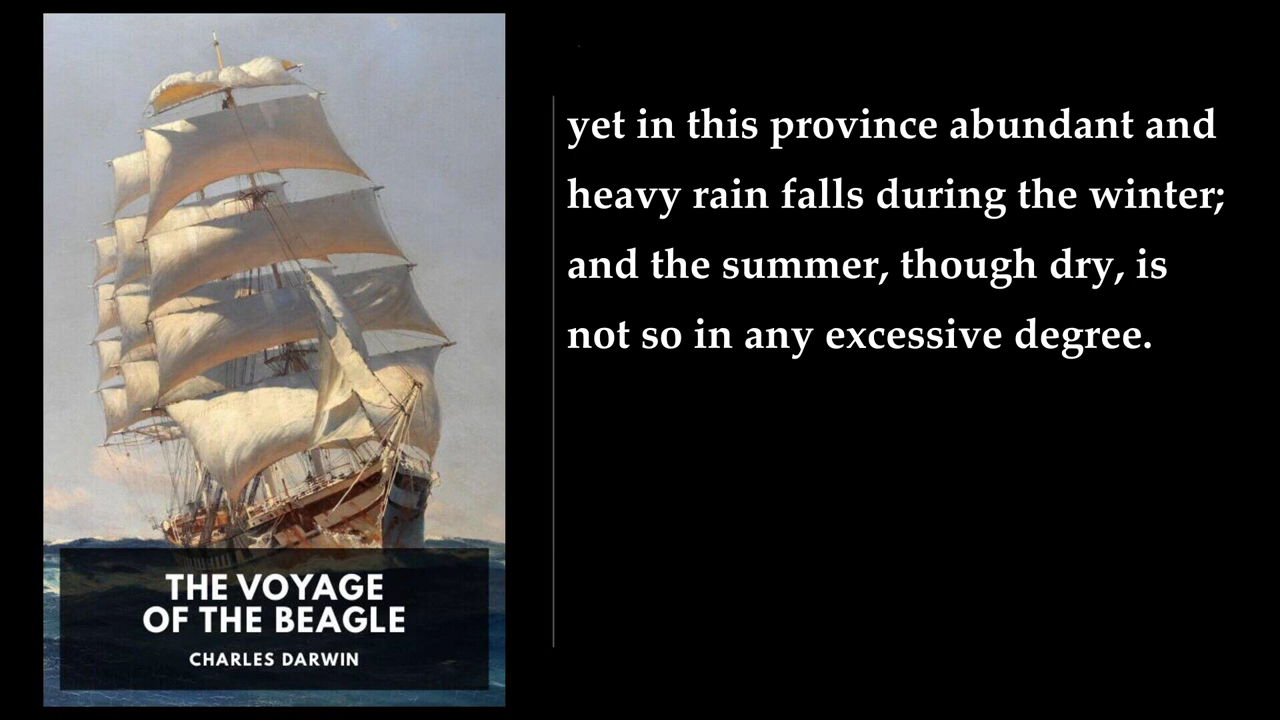 yet in this province abundant and
heavy rain falls during the winter;
and the summer, though dry, is
not so in any excessive degree.
THE VOYAGE
OF THE BEAGLE
CHARLES DARWIN